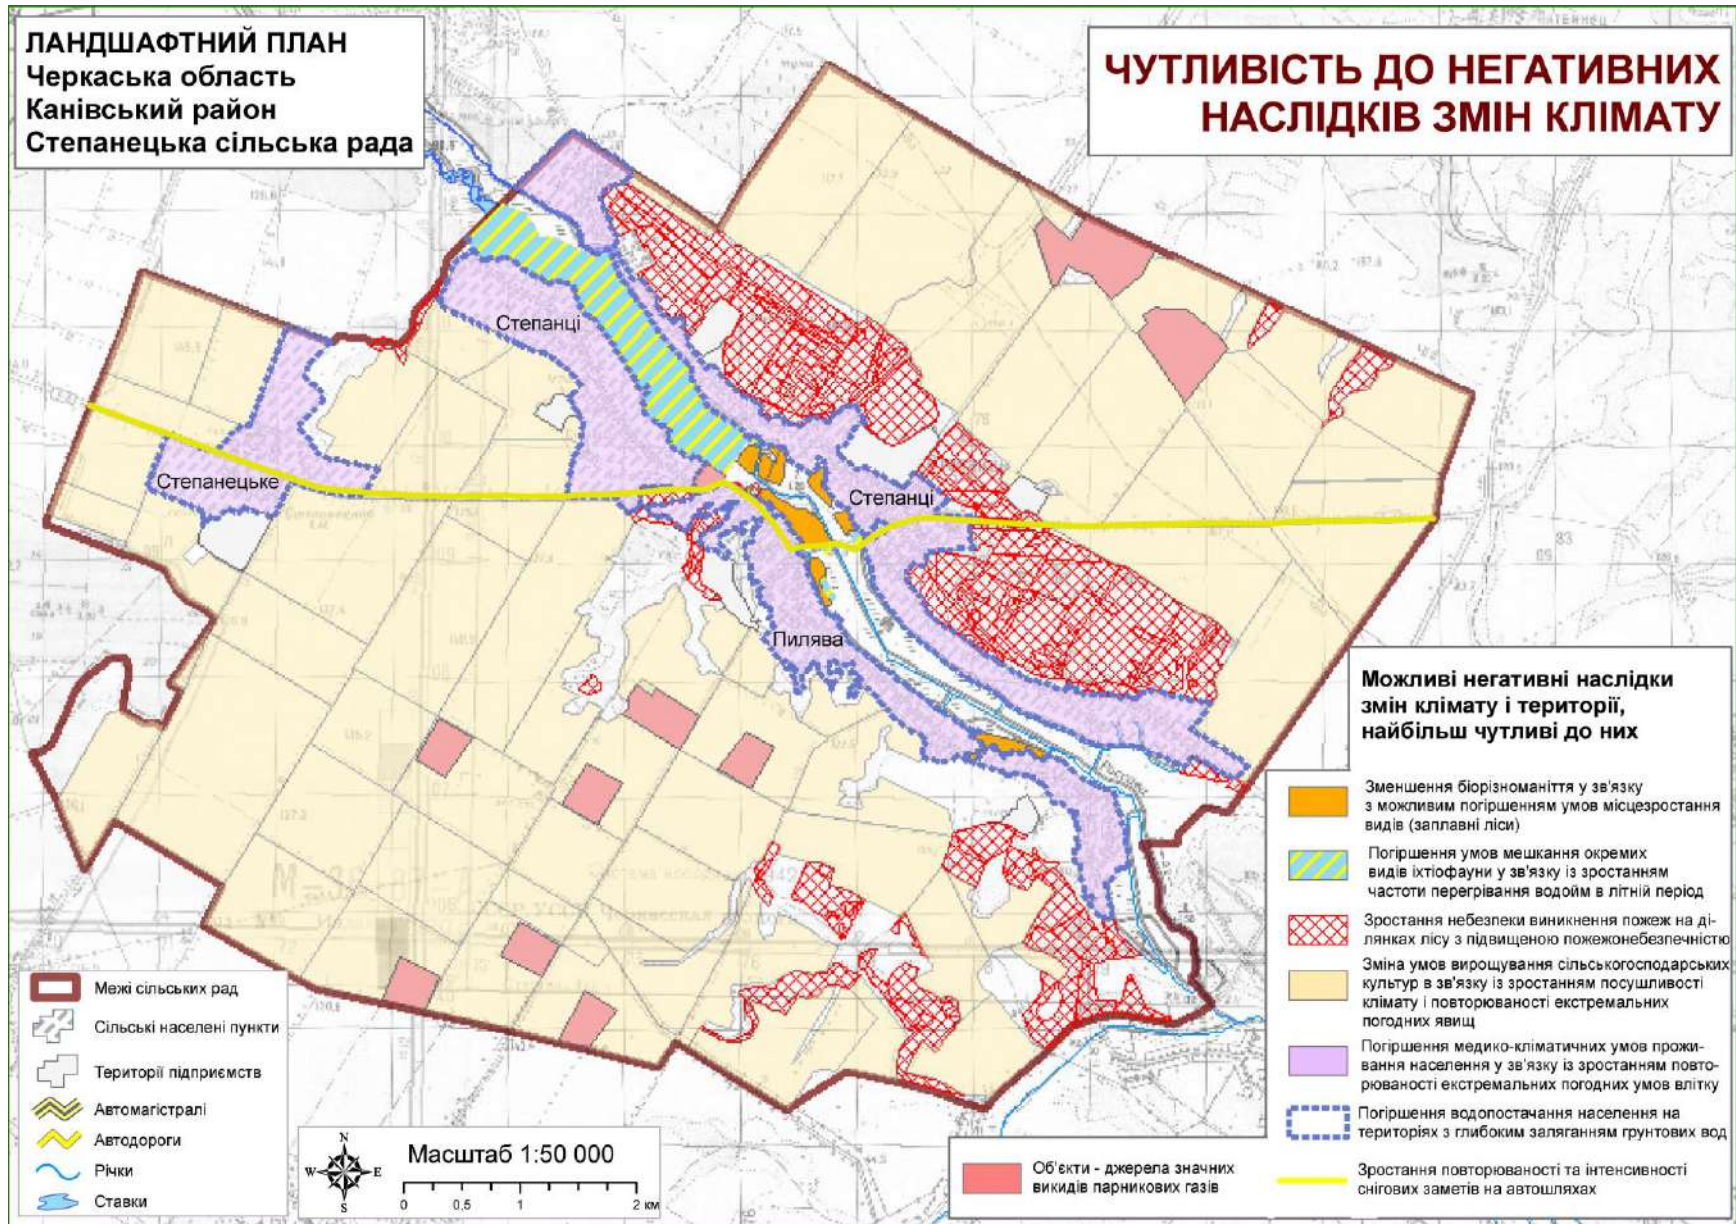 ЛАНДШАФТНИЙ ПЛАН
Черкаська область
Канівський район
Степанецька сільська рада
ЧУТЛИВІСТЬ ДО НЕГАТИВНИХ
НАСЛІДКІВ ЗМІН КЛІМАТУ
Степанці
Степанецьке
Степанці
Пилява
Можливі негативні наслідки
змін клімату і території,
найбільш чутливі до них
Зменшення біорізноманіття у зв'язку
з можливим погіршенням умов місцезростання
видів (заплавні ліси)
Погіршення умов мешкання окремих
видів іхтіофауни у зв'язку із зростанням
частоти перегрівання водойм в літній період
Зростання небезпеки виникнення пожеж на ді-
лянках лісу з підвищеною пожежонебезпечністю
Зміна умов вирощування сільськогосподарських
культур в зв'язку із зростанням посушливості
клімату і повторюваності екстремальних
погодних явищ
Погіршення медико-кліматичних умов прожи-
вання населення у зв'язку із зростанням повто-
рюваності екстремальних погодних умов влітку
Погіршення водопостачання населення на
територіях з глибоким заляганням грунтових вод
Зростання повторюваності та інтенсивності
снігових заметів на автошляхах
Об'єкти - джерела значних
викидів парникових газів
Межі сільських рад
Сільські населені пункти
Території підприємств
Автомагістралі
Автодороги
Річки
Ставки
N
W E
S
Масштаб 1:50 000
0 0,5 1 2 км